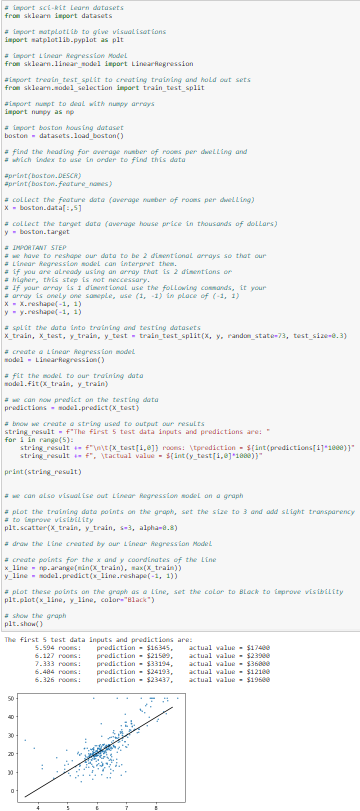 # import sci-kit learn datasets
from sklearn import datasets
# import matplotlib to give visualisations
import matplotlib.pyplot as plt
# import Linear Regression Model
from sklearn.linear_model import LinearRegression
#import treain_test_split to creating training and hold out sets
from sklearn.model_selection import train_test_split
#import numpt to deal with numpy arrays
import numpy as np
# import boston housing dataset
boston = datasets.load_boston()
# find the heading for average number of rooms per dwelling and
# which index to use in order to find this data
#print(boston.DESCR)
#print(boston.feature_names)
# collect the feature data (average number of rooms per dwelling)
X = boston.data[:,5]
# collect the target data (average house price in thousands of dollars)
y = boston.target
# IMPORTANT STEP
# we have to reshape our data to be 2 dimentional arrays so that our
# Linear Regression model can interpret them.
# if you are already using an array that is 2 dimentions or
# higher, this step is not neccessary.
# If your array is 1 dimentional use the following commands, it your
# array is onely one sameple, use (1, -1) in place of (-1, 1)
X = X.reshape(-1, 1)
y = y.reshape(-1, 1)
# split the data into training and testing datasets
X_train, X_test, y_train, y_test = train_test_split(X, y, random_state=73, test_size=0.3)
# create a Linear Regression model
model = LinearRegression()
# fit the model to our training data
model.fit(X_train, y_train)
# we can now predict on the testing data
predictions = model.predict(X_test)
# bnow we create a string used to output our results
string_result = f"The first 5 test data inputs and predictions are: "
for i in range(5):
string_result += f"\n\t{X_test[i,0]} rooms: \tprediction = ${int(predictions[i]*1000)}"
string_result += f", \tactual value = ${int(y_test[i,0]*1000)}"
print(string_result)
# we can also visualise out Linear Regression model on a graph
# plot the training data points on the graph, set the size to 3 and add slight transparency
# to improve visibility
plt.scatter(X_train, y_train, s=3, alpha=0.8)
# draw the line created by our Linear Regression Model
# create points for the x and y coordinates of the line
x_line = np.arange(min(X_train), max(X_train))
y_line = model.predict(x_line.reshape(-1, 1))
# plot these points on the graph as a line, set the color to Black to improve visibility
plt.plot(x_line, y_line, color="Black")
# show the graph
plt.show()
The first 5 test data inputs and predictions are:
5.594 rooms: prediction = $16345, actual value = $17400
6.127 rooms: prediction = $21509, actual value = $23900
7.333 rooms: prediction = $33194, actual value = $36000
6.404 rooms: prediction = $24193, actual value = $12100
6.326 rooms: prediction = $23437, actual value = $19600
50
40
30
20
10
0
4 5 6 7 8